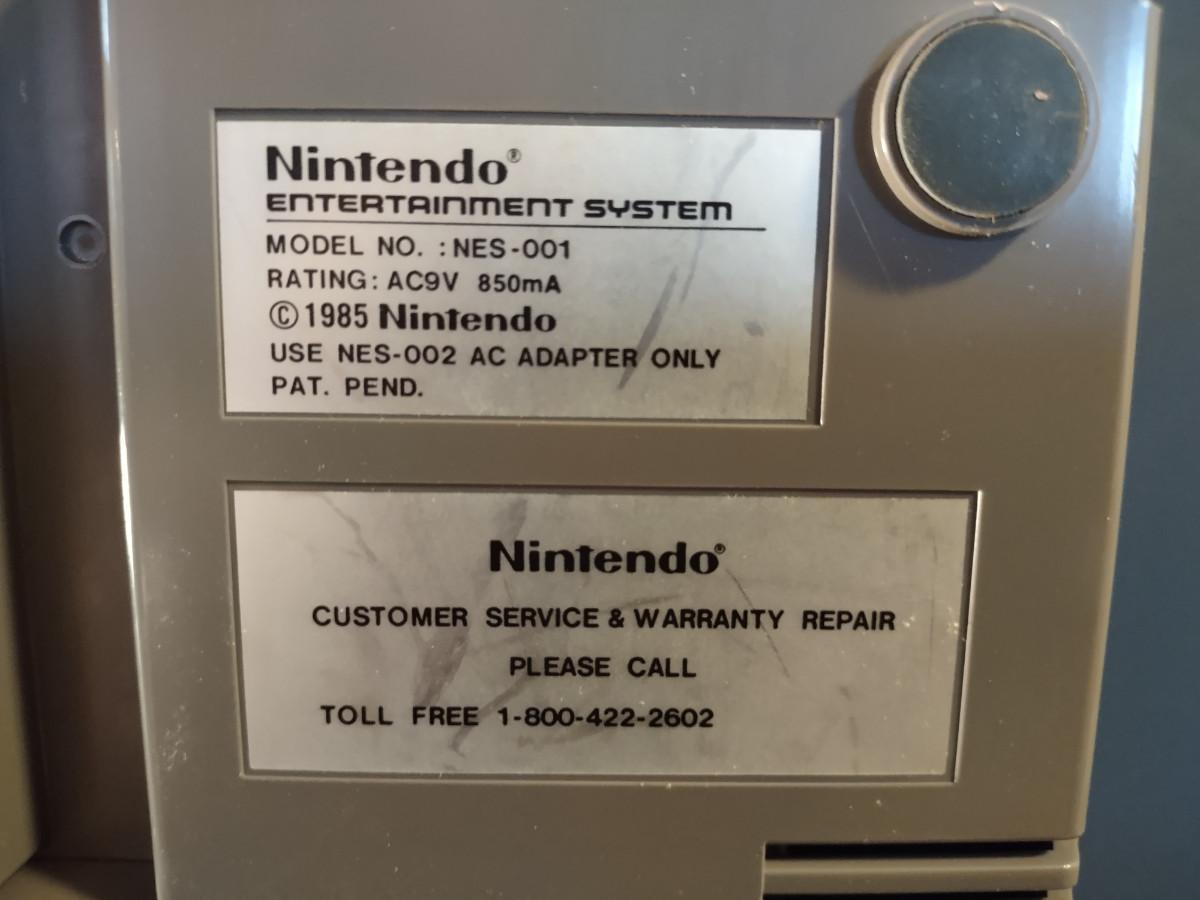 Nintendo®
ENTERTAINMENT SYSTEM
MODEL NO. : NES-001
RATING: AC9V 850mA
©1985 Nintendo
USE NES-002 AC ADAPTER ONLY
PAT. PEND.
Nintendo®
CUSTOMER SERVICE & WARRANTY REPAIR
PLEASE CALL
TOLL FREE 1-800-422-2602